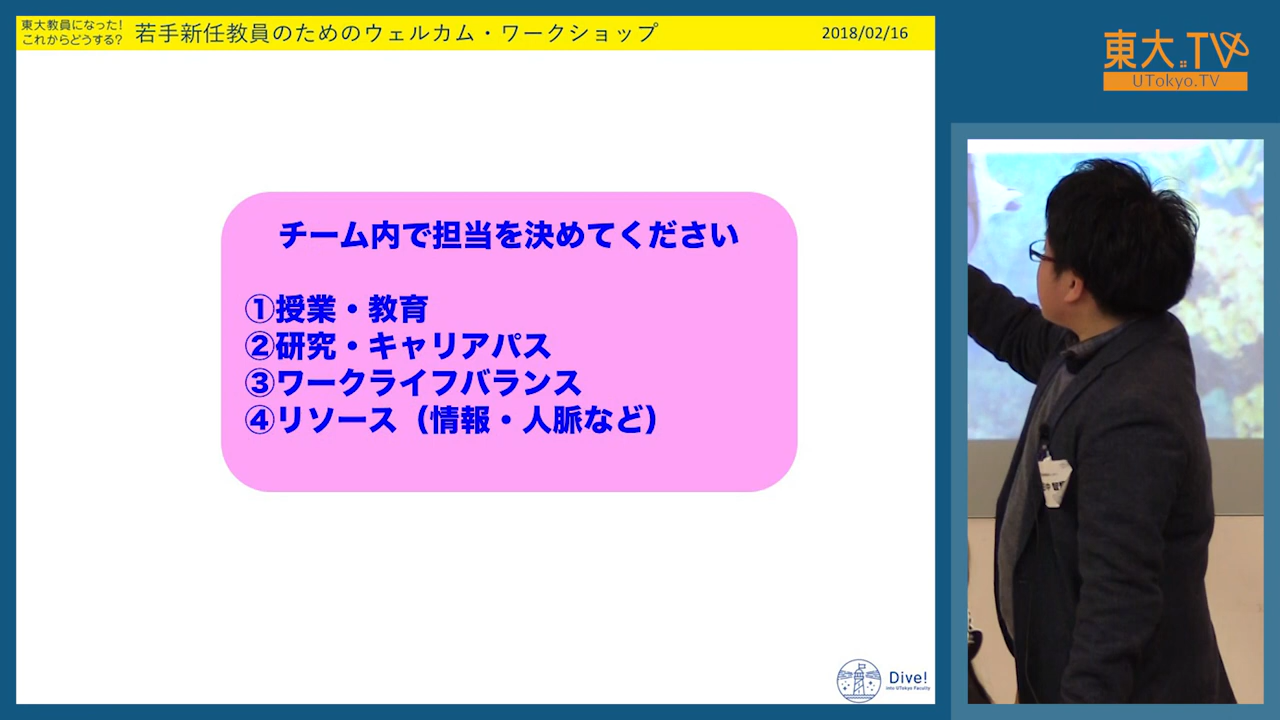 東大教員になった!
これからどうする?
若手新任教員のためのウェルカム・ワークショップ
2018/02/16
東大.TV
UTokyo.TV
チーム内で担当を決めてください
①授業・教育
②研究・キャリアパス
③ワークライフバランス
④リソース（情報・人脈など）
Dive!
into UTokyo Faculty